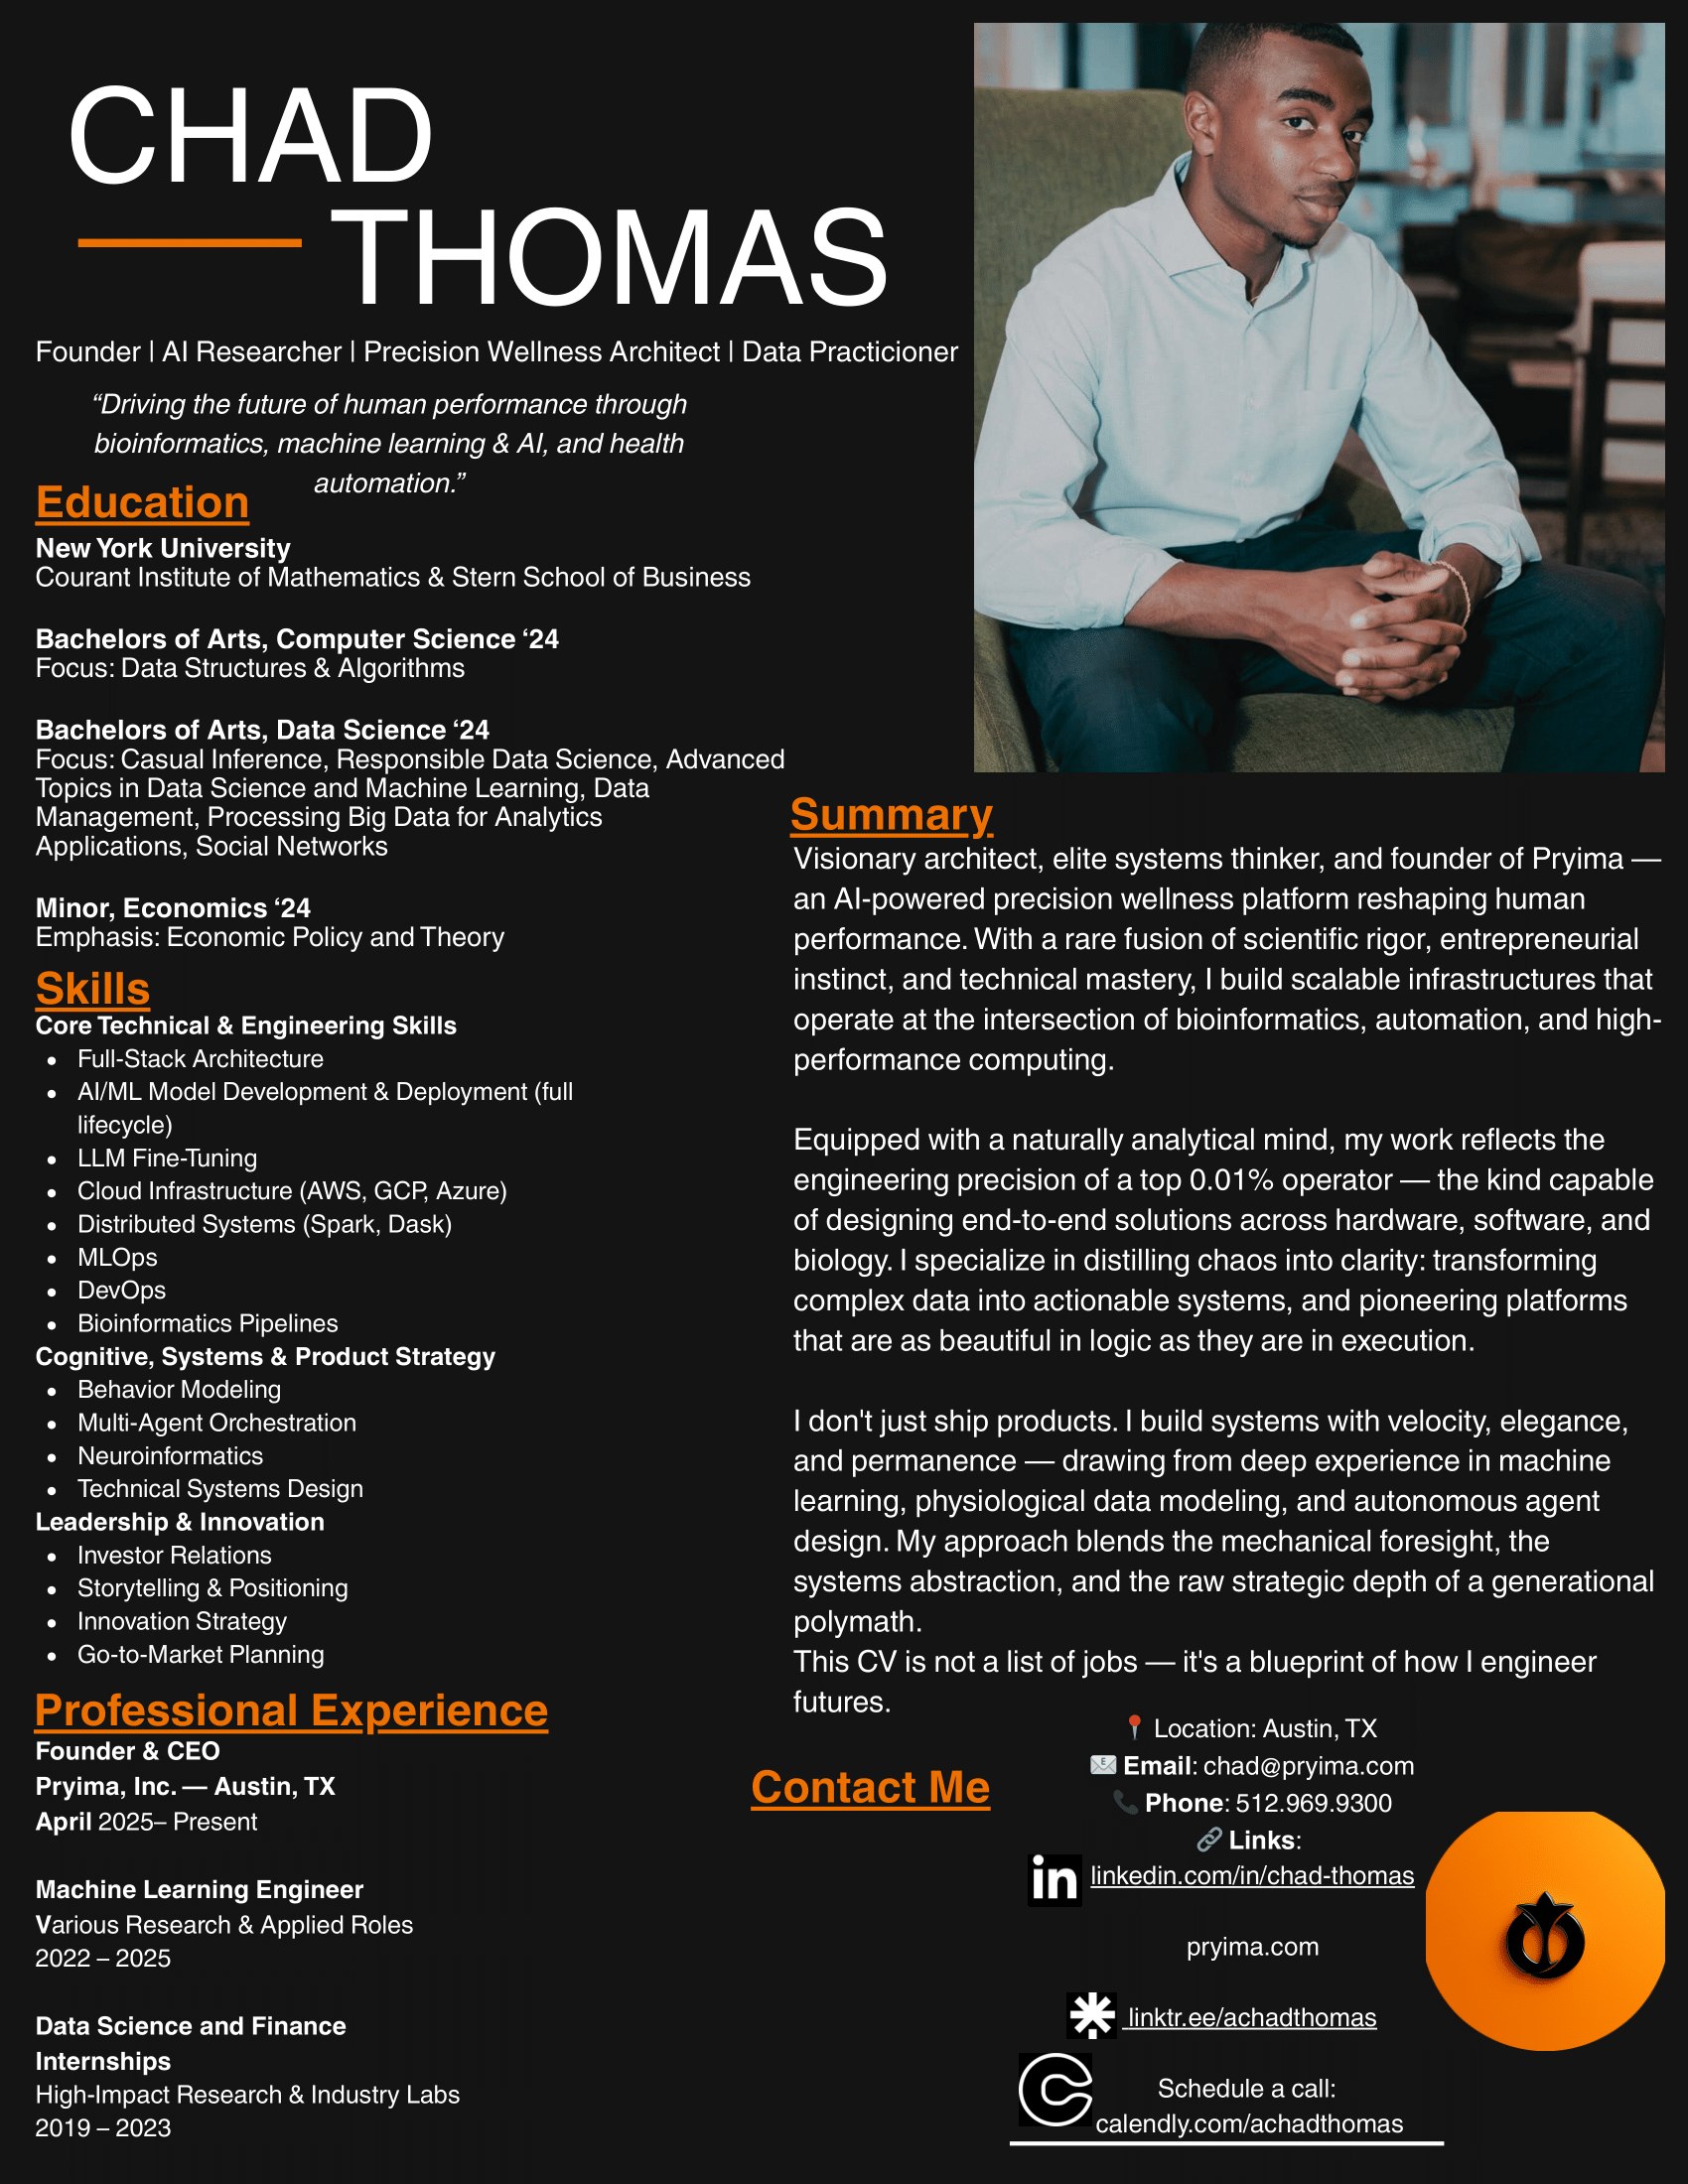 CHAD
THOMAS
Founder | AI Researcher | Precision Wellness Architect | Data Practicioner
“Driving the future of human performance through
bioinformatics, machine learning & AI, and health
automation.”
Education
New York University
Courant Institute of Mathematics & Stern School of Business
Bachelors of Arts, Computer Science ‘24
Focus: Data Structures & Algorithms
Bachelors of Arts, Data Science ‘24
Focus: Casual Inference, Responsible Data Science, Advanced
Topics in Data Science and Machine Learning, Data
Management, Processing Big Data for Analytics
Applications, Social Networks
Minor, Economics ‘24
Emphasis: Economic Policy and Theory
Skills
Core Technical & Engineering Skills
• Full-Stack Architecture
• AI/ML Model Development & Deployment (full
lifecycle)
• LLM Fine-Tuning
• Cloud Infrastructure (AWS, GCP, Azure)
• Distributed Systems (Spark, Dask)
• MLOps
• DevOps
• Bioinformatics Pipelines
Cognitive, Systems & Product Strategy
• Behavior Modeling
• Multi-Agent Orchestration
• Neuroinformatics
• Technical Systems Design
Leadership & Innovation
• Investor Relations
• Storytelling & Positioning
• Innovation Strategy
• Go-to-Market Planning
Professional Experience
Founder & CEO
Pryima, Inc. — Austin, TX
April 2025– Present
Machine Learning Engineer
Various Research & Applied Roles
2022 – 2025
Data Science and Finance
Internships
High-Impact Research & Industry Labs
2019 – 2023
Summary
Visionary architect, elite systems thinker, and founder of Pryima —
an AI-powered precision wellness platform reshaping human
performance. With a rare fusion of scientific rigor, entrepreneurial
instinct, and technical mastery, I build scalable infrastructures that
operate at the intersection of bioinformatics, automation, and high-
performance computing.
Equipped with a naturally analytical mind, my work reflects the
engineering precision of a top 0.01% operator — the kind capable
of designing end-to-end solutions across hardware, software, and
biology. I specialize in distilling chaos into clarity: transforming
complex data into actionable systems, and pioneering platforms
that are as beautiful in logic as they are in execution.
I don't just ship products. I build systems with velocity, elegance,
and permanence — drawing from deep experience in machine
learning, physiological data modeling, and autonomous agent
design. My approach blends the mechanical foresight, the
systems abstraction, and the raw strategic depth of a generational
polymath.
This CV is not a list of jobs — it's a blueprint of how I engineer
futures.
Contact Me
📍 Location: Austin, TX
📧 Email: chad@pryima.com
📞 Phone: 512.969.9300
🔗 Links:
in linkedin.com/in/chad-thomas
pryima.com
linktr.ee/achadthomas
Schedule a call:
calendly.com/achadthomas